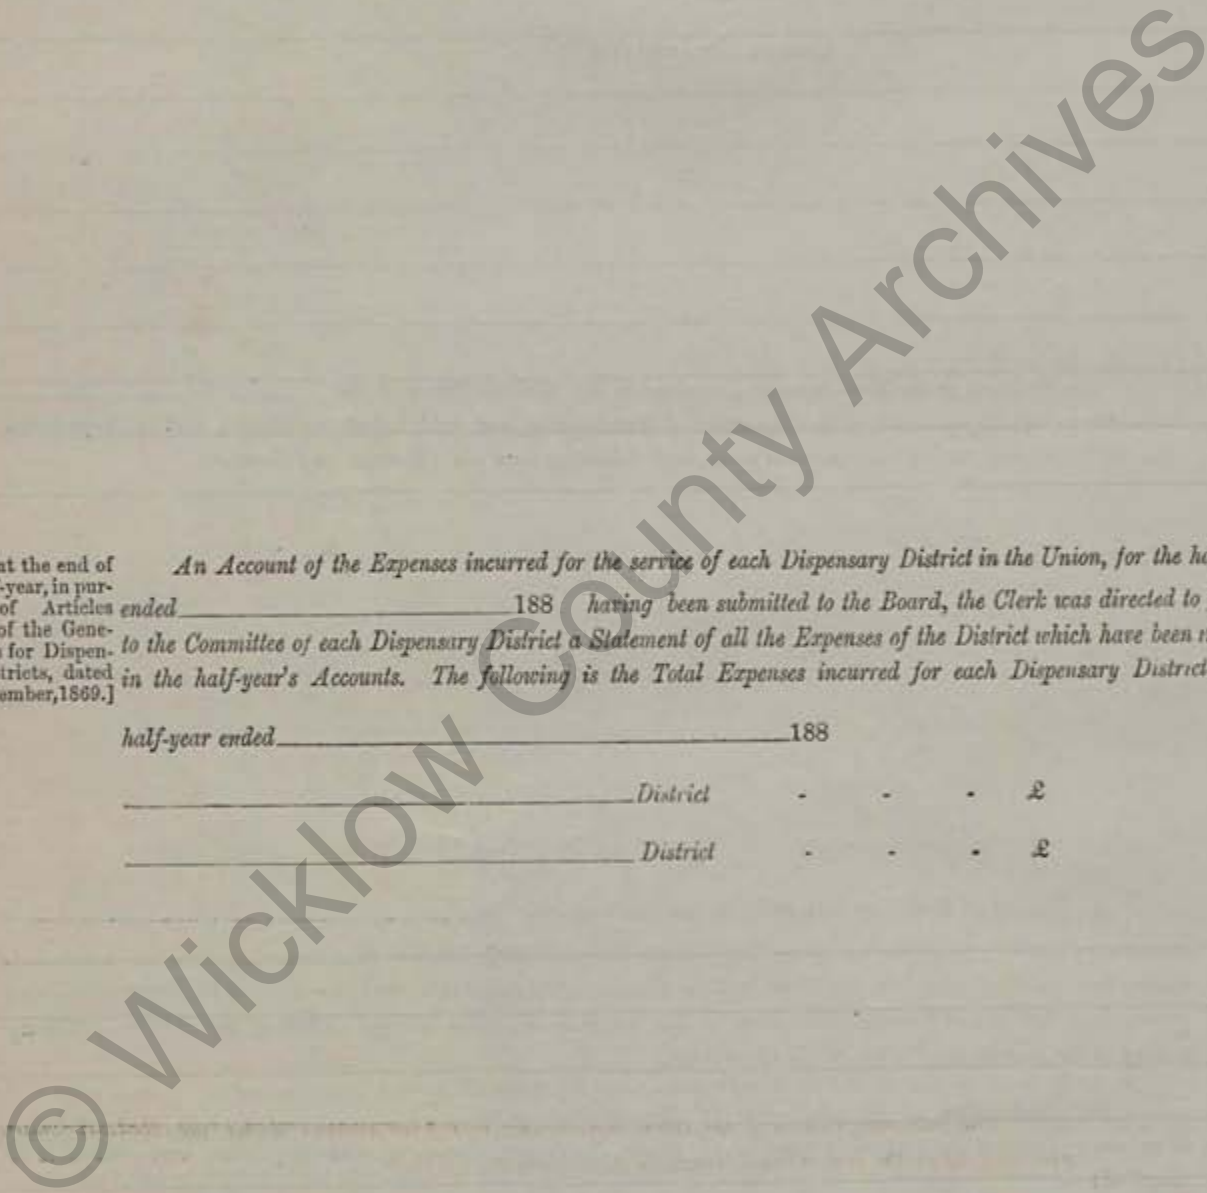 at the end of
-year, in pur-
of Articles
of the Gene-
for Dispen-
tricts, dated
ember, 1869.]
An Account of the Expenses incurred for the service of each Dispensary District in the Union, for the ha
ended 188 having been submitted to the Board, the Clerk was directed to
to the Committee of each Dispensary District a Statement of all the Expenses of the District which have been
in the half-year's Accounts. The following is the Total Expenses incurred for each Dispensary District
half-year ended 188
District - - - £
District - - - £
© Wicklow County Archives